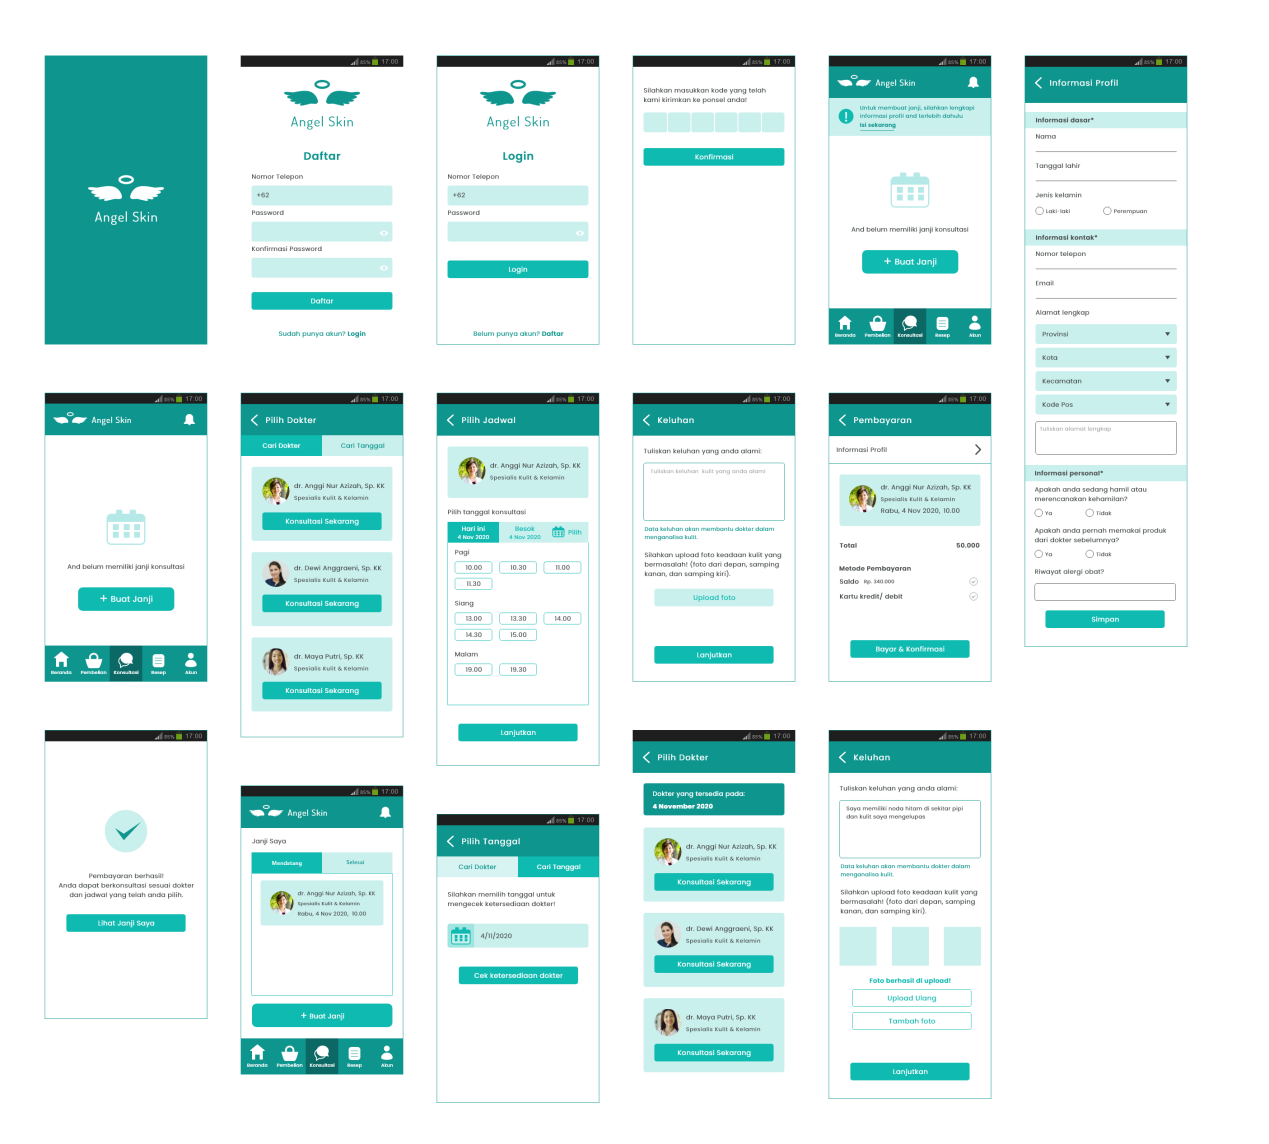 Angel Skin
85% 17:00
Angel Skin
Daftar
Nomor Telepon
+62
Password
Konfirmasi Password
Daftar
Sudah punya akun? Login
85% 17:00
Angel Skin
Login
Nomor Telepon
+62
Password
Login
Belum punya akun? Daftar
85% 17:00
Silahkan masukkan kode yang telah
kami kirimkan ke ponsel anda!
Konfirmasi
85% 17:00
Angel Skin
Untuk membuat janji, silahkan lengkapi
informasi profil and terlebih dahulu
Isi sekarang
And belum memiliki janji konsultasi
+ Buat Janji
Beranda Pembelian Konsultasi Resep Akun
85% 17:00
Informasi Profil
Informasi dasar*
Nama
Tanggal lahir
Jenis kelamin
Laki-laki Perempuan
Informasi kontak*
Nomor telepon
Email
Alamat lengkap
Provinsi
Kota
Kecamatan
Kode Pos
Tuliskan alamat lengkap
Informasi personal*
Apakah anda sedang hamil atau
merencanakan kehamilan?
Ya Tidak
Apakah anda pernah memakai produk
dari dokter sebelumnya?
Ya Tidak
Riwayat alergi obat?
Simpan
85% 17:00
Angel Skin
And belum memiliki janji konsultasi
+ Buat Janji
Beranda Pembelian Konsultasi Resep Akun
85% 17:00
Pilih Dokter
Cari Dokter Cari Tanggal
dr. Anggi Nur Azizah, Sp. KK
Spesialis Kulit & Kelamin
Konsultasi Sekarang
dr. Dewi Anggraeni, Sp. KK
Spesialis Kulit & Kelamin
Konsultasi Sekarang
dr. Maya Putri, Sp. KK
Spesialis Kulit & Kelamin
Konsultasi Sekarang
85% 17:00
Pilih Jadwal
dr. Anggi Nur Azizah, Sp. KK
Spesialis Kulit & Kelamin
Pilih tanggal konsultasi
Hari ini Besok Pilih
4 Nov 2020 4 Nov 2020
Pagi
10.00 10.30 11.00
11.30
Siang
13.00 13.30 14.00
14.30 15.00
Malam
19.00 19.30
Lanjutkan
85% 17:00
Keluhan
Tuliskan keluhan yang anda alami:
Tuliskan keluhan kulit yang anda alami
Data keluhan akan membantu dokter dalam
menganalisa kulti.
Silahkan upload foto keadaan kulit yang
bermasalah! (foto dari depan, samping
kanan, dan samping kiri).
Upload foto
Lanjutkan
85% 17:00
Pembayaran
Informasi Profil
dr. Anggi Nur Azizah, Sp. KK
Spesialis Kulit & Kelamin
Rabu, 4 Nov 2020, 10.00
Total 50.000
Metode Pembayaran
Saldo Rp. 340.000
Kartu kredit/ debit
Bayar & Konfirmasi
85% 17:00
Pembayaran berhasil!
Anda dapat berkonsultasi sesuai dokter
dan jadwal yang telah anda pilih.
Lihat Janji Saya
85% 17:00
Angel Skin
Janji Saya
Mendatang Selesai
dr. Anggi Nur Azizah, Sp. KK
Spesialis Kulit & Kelamin
Rabu, 4 Nov 2020, 10.00
+ Buat Janji
Beranda Pembelian Konsultasi Resep Akun
85% 17:00
Pilih Tanggal
Cari Dokter Cari Tanggal
Silahkan memilih tanggal untuk
mengecek ketersediaan dokter!
4/11/2020
Cek ketersediaan dokter
85% 17:00
Pilih Dokter
Dokter yang tersedia pada:
4 November 2020
dr. Anggi Nur Azizah, Sp. KK
Spesialis Kulit & Kelamin
Konsultasi Sekarang
dr. Dewi Anggraeni, Sp. KK
Spesialis Kulit & Kelamin
Konsultasi Sekarang
dr. Maya Putri, Sp. KK
Spesialis Kulit & Kelamin
Konsultasi Sekarang
85% 17:00
Keluhan
Tuliskan keluhan yang anda alami:
Saya memiliki noda hitam di sekitar pipi
dan kulit saya mengelupas
Data keluhan akan membantu dokter dalam
menganalisa kulit.
Silahkan upload foto keadaan kulit yang
bermasalah! (foto dari depan, samping
kanan, dan samping kiri).
Foto berhasil di upload!
Upload Ulang
Tambah foto
Lanjutkan